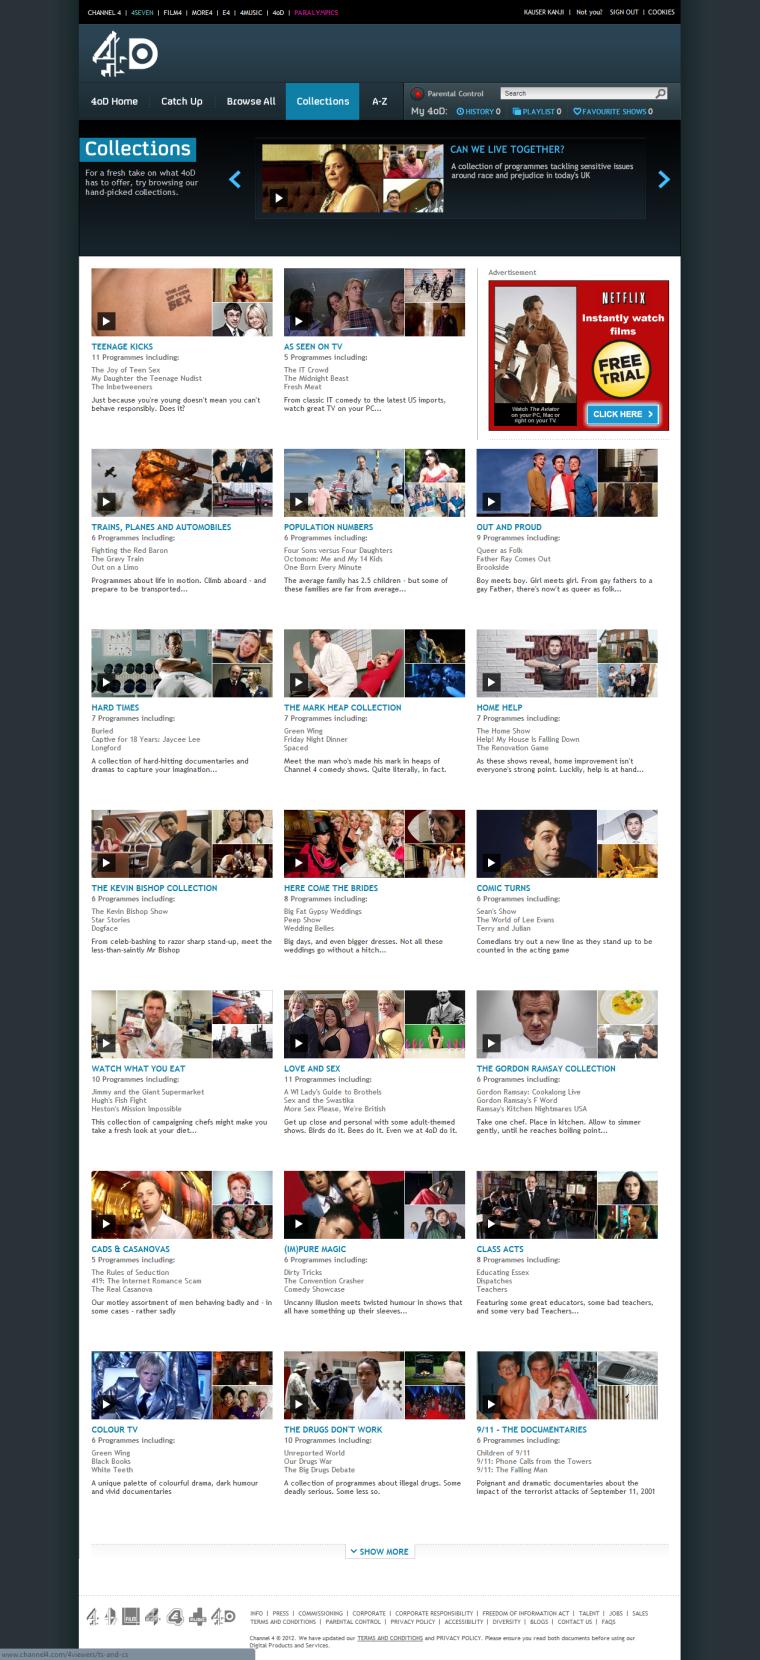 CHANNEL 4 | 4SEVEN | FILM4 | MORE4 | E4 | 4MUSIC | 4oD | PARALYMPICS
KAUSER KANJI | Not you? SIGN OUT | COOKIES
4oD
4oD Home
Catch Up
Browse All
Collections
A-Z
Parental Control
Search
My 4oD: HISTORY 0 PLAYLIST 0 FAVOURITE SHOWS 0
Collections
For a fresh take on what 4oD
has to offer, try browsing our
hand-picked collections.
CAN WE LIVE TOGETHER?
A collection of programmes tackling sensitive issues
around race and prejudice in today's UK
THE JOY
OF TEEN
SEX
TEENAGE KICKS
11 Programmes including:
The Joy of Teen Sex
My Daughter the Teenage Nudist
The Inbetweeners
Just because you're young doesn't mean you can't
behave responsibly. Does it?
AS SEEN ON TV
5 Programmes including:
The IT Crowd
The Midnight Beast
Fresh Meat
From classic IT comedy to the latest US imports,
watch great TV on your PC...
Advertisement
NETFLIX
Instantly watch
films
FREE
TRIAL
Watch The Aviator
on your PC, Mac or
right on your TV.
CLICK HERE
TRAINS, PLANES AND AUTOMOBILES
6 Programmes including:
Fighting the Red Baron
The Gravy Train
Out on a Limo
Programmes about life in motion. Climb aboard - and
prepare to be transported...
POPULATION NUMBERS
6 Programmes including:
Four Sons versus Four Daughters
Octomom: Me and My 14 Kids
One Born Every Minute
The average family has 2.5 children - but some of
these families are far from average...
OUT AND PROUD
9 Programmes including:
Queer as Folk
Father Ray Comes Out
Brookside
Boy meets boy. Girl meets girl. From gay fathers to a
gay Father, there's now't as queer as folk...
HARD TIMES
7 Programmes including:
Buried
Captive for 18 Years: Jaycee Lee
Longford
A collection of hard-hitting documentaries and
dramas to capture your imagination...
THE MARK HEAP COLLECTION
7 Programmes including:
Green Wing
Friday Night Dinner
Spaced
Meet the man who's made his mark in heaps of
Channel 4 comedy shows. Quite literally, in fact.
HOME HELP
7 Programmes including:
The Home Show
Help! My House Is Falling Down
The Renovation Game
As these shows reveal, home improvement isn't
everyone's strong point. Luckily, help is at hand...
THE KEVIN BISHOP COLLECTION
6 Programmes including:
The Kevin Bishop Show
Star Stories
Dogface
From celeb-bashing to razor sharp stand-up, meet the
less-than-saintly Mr Bishop
HERE COME THE BRIDES
8 Programmes including:
Big Fat Gypsy Weddings
Peep Show
Wedding Belles
Big days, and even bigger dresses. Not all these
weddings go without a hitch...
COMIC TURNS
6 Programmes including:
Sean's Show
The World of Lee Evans
Terry and Julian
Comedians try out a new line as they stand up to be
counted in the acting game
WATCH WHAT YOU EAT
10 Programmes including:
Jimmy and the Giant Supermarket
Hugh's Fish Fight
Heston's Mission Impossible
This collection of campaigning chefs might make you
take a fresh look at your diet...
LOVE AND SEX
11 Programmes including:
A WI Lady's Guide to Brothels
Sex and the Swastika
More Sex Please, We're British
Get up close and personal with some adult-themed
shows. Birds do it. Bees do it. Even we at 4oD do it.
THE GORDON RAMSAY COLLECTION
6 Programmes including:
Gordon Ramsay: Cookalong Live
Gordon Ramsay's F Word
Ramsay's Kitchen Nightmares USA
Take one chef. Place in kitchen. Allow to simmer
gently, until he reaches boiling point...
CADS & CASANOVAS
5 Programmes including:
The Rules of Seduction
419: The Internet Romance Scam
The Real Casanova
Our motley assortment of men behaving badly and - in
some cases - rather sadly
(IM)PURE MAGIC
6 Programmes including:
Dirty Tricks
The Convention Crasher
Comedy Showcase
Uncanny illusion meets twisted humour in shows that
all have something up their sleeves...
CLASS ACTS
8 Programmes including:
Educating Essex
Dispatches
Teachers
Featuring some great educators, some bad teachers,
and some very bad Teachers...
COLOUR TV
6 Programmes including:
Green Wing
Black Books
White Teeth
A unique palette of colourful drama, dark humour
and vivid documentaries
THE DRUGS DON'T WORK
10 Programmes including:
Unreported World
Our Drugs War
The Big Drugs Debate
A collection of programmes about illegal drugs. Some
deadly serious. Some less so.
9/11 - THE DOCUMENTARIES
6 Programmes including:
Children of 9/11
9/11: Phone Calls from the Towers
9/11: The Falling Man
Poignant and dramatic documentaries about the
impact of the terrorist attacks of September 11, 2001
SHOW MORE
INFO | PRESS | COMMISSIONING | CORPORATE | CORPORATE RESPONSIBILITY | FREEDOM OF INFORMATION ACT | TALENT | JOBS | SALES
TERMS AND CONDITIONS | PARENTAL CONTROL | PRIVACY POLICY | ACCESSIBILITY | DIVERSITY | BLOGS | CONTACT US | FAQS
Channel 4 © 2012. We have updated our TERMS AND CONDITIONS and PRIVACY POLICY. Please ensure you read both documents before using our
Digital Products and Services.
www.channel4.com/4viewers/ts-and-cs